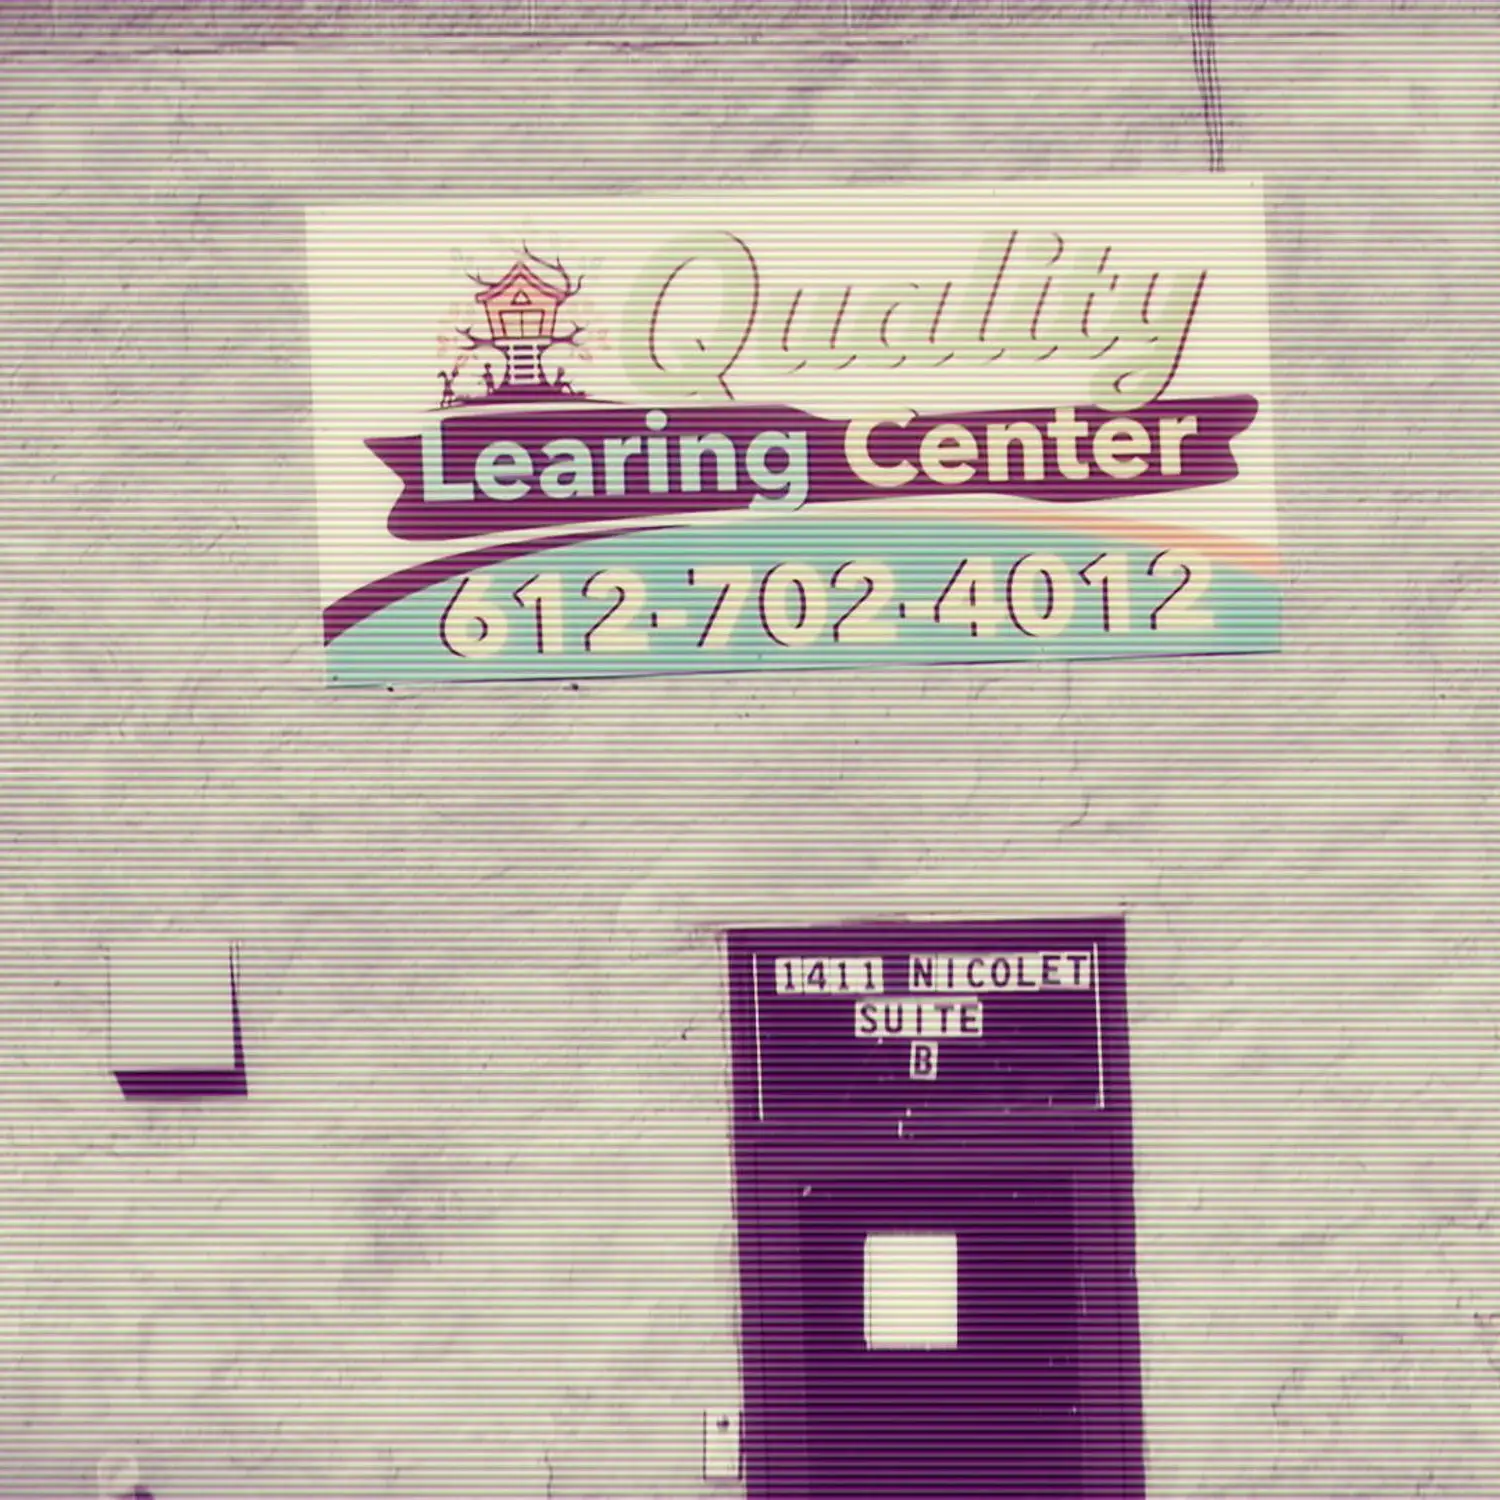 Quality
Learing Center
612-702-4012
1411 NICOLET
SUITE
B